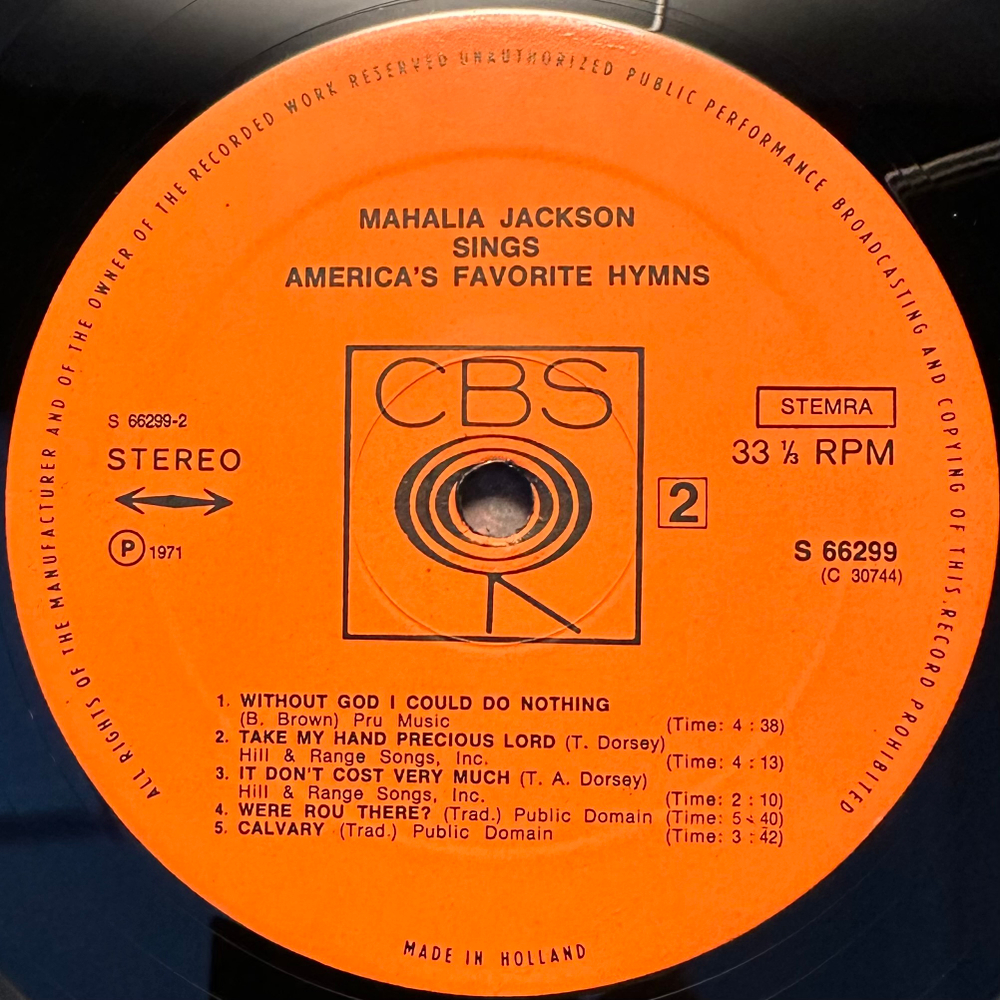 ALL RIGHTS OF THE MANUFACTURER AND OF THE OWNER OF THE RECORDED WORK RESERVED UNAUTHORIZED PUBLIC PERFORMANCE BROADCASTING AND COPYING OF THIS RECORD PROHIBITED
MAHALIA JACKSON
SINGS
AMERICA'S FAVORITE HYMNS
CBS
S 66299-2
STEREO
P 1971
STEMRA
33 ⅓ RPM
2
S 66299
(C 30744)
1. WITHOUT GOD I COULD DO NOTHING
(B. Brown) Pru Music (Time: 4 : 38)
2. TAKE MY HAND PRECIOUS LORD (T. Dorsey)
Hill & Range Songs, Inc. (Time: 4 : 13)
3. IT DON'T COST VERY MUCH (T. A. Dorsey)
Hill & Range Songs, Inc. (Time: 2 : 10)
4. WERE ROU THERE? (Trad.) Public Domain (Time: 5 : 40)
5. CALVARY (Trad.) Public Domain (Time: 3 : 42)
MADE IN HOLLAND